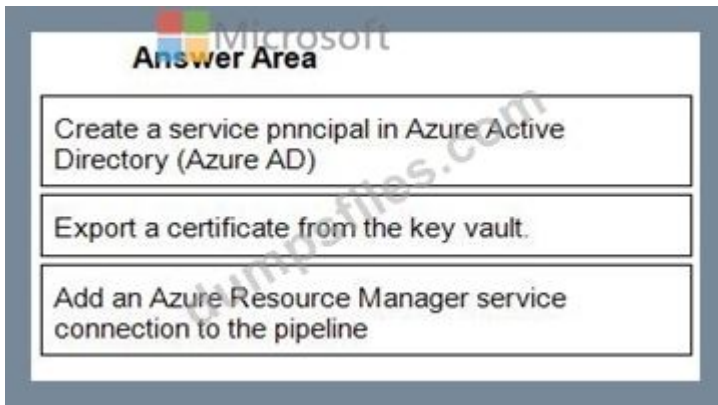 Microsoft
Answer Area
Create a service pnncipal in Azure Active
Directory (Azure AD)
Export a certificate from the key vault.
Add an Azure Resource Manager service
connection to the pipeline
dumpsfiles.com